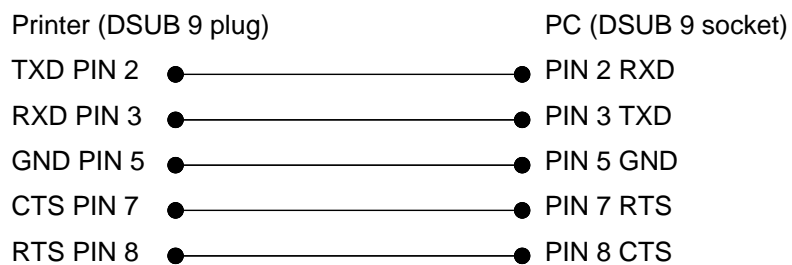 Printer (DSUB 9 plug) PC (DSUB 9 socket)
TXD PIN 2 PIN 2 RXD
RXD PIN 3 PIN 3 TXD
GND PIN 5 PIN 5 GND
CTS PIN 7 PIN 7 RTS
RTS PIN 8 PIN 8 CTS